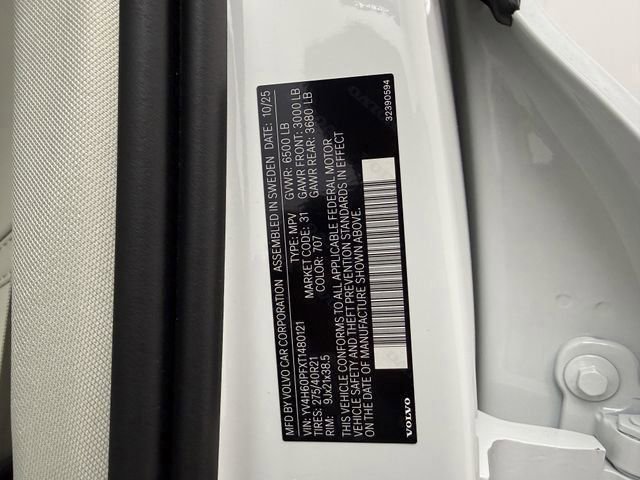 MFD BY VOLVO CAR CORPORATION ASSEMBLED IN SWEDEN DATE: 10/25
VIN: YV4H60PFXT1480121 TYPE: MPV GVWR: 6500 LB
TIRES: 275/40R21 MARKET CODE: 31 GAWR FRONT: 3000 LB
RIM: 9Jx21x38.5 COLOR: 707 GAWR REAR: 3680 LB
THIS VEHICLE CONFORMS TO ALL APPLICABLE FEDERAL MOTOR
VEHICLE SAFETY AND THEFT PREVENTION STANDARDS IN EFFECT
ON THE DATE OF MANUFACTURE SHOWN ABOVE.
VOLVO
32390594